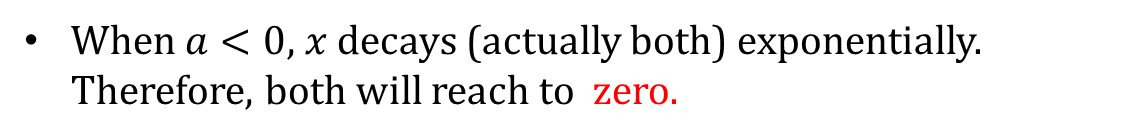 • When 𝑎 < 0, 𝑥 decays (actually both) exponentially.
Therefore, both will reach to zero.